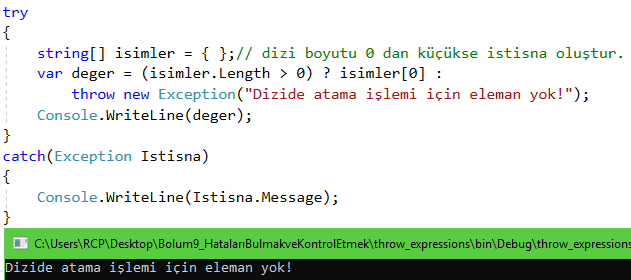 try
{
string[] isimler = { };// dizi boyutu 0 dan küçükse istisna oluştur.
var deger = (isimler.Length > 0) ? isimler[0] :
throw new Exception("Dizide atama işlemi için eleman yok!");
Console.WriteLine(deger);
}
catch(Exception Istisna)
{
Console.WriteLine(Istisna.Message);
}
C:\Users\RCP\Desktop\Bolum9_HatalarıBulmakveKontrolEtmek\throw_expressions\bin\Debug\throw_expressions
Dizide atama işlemi için eleman yok!